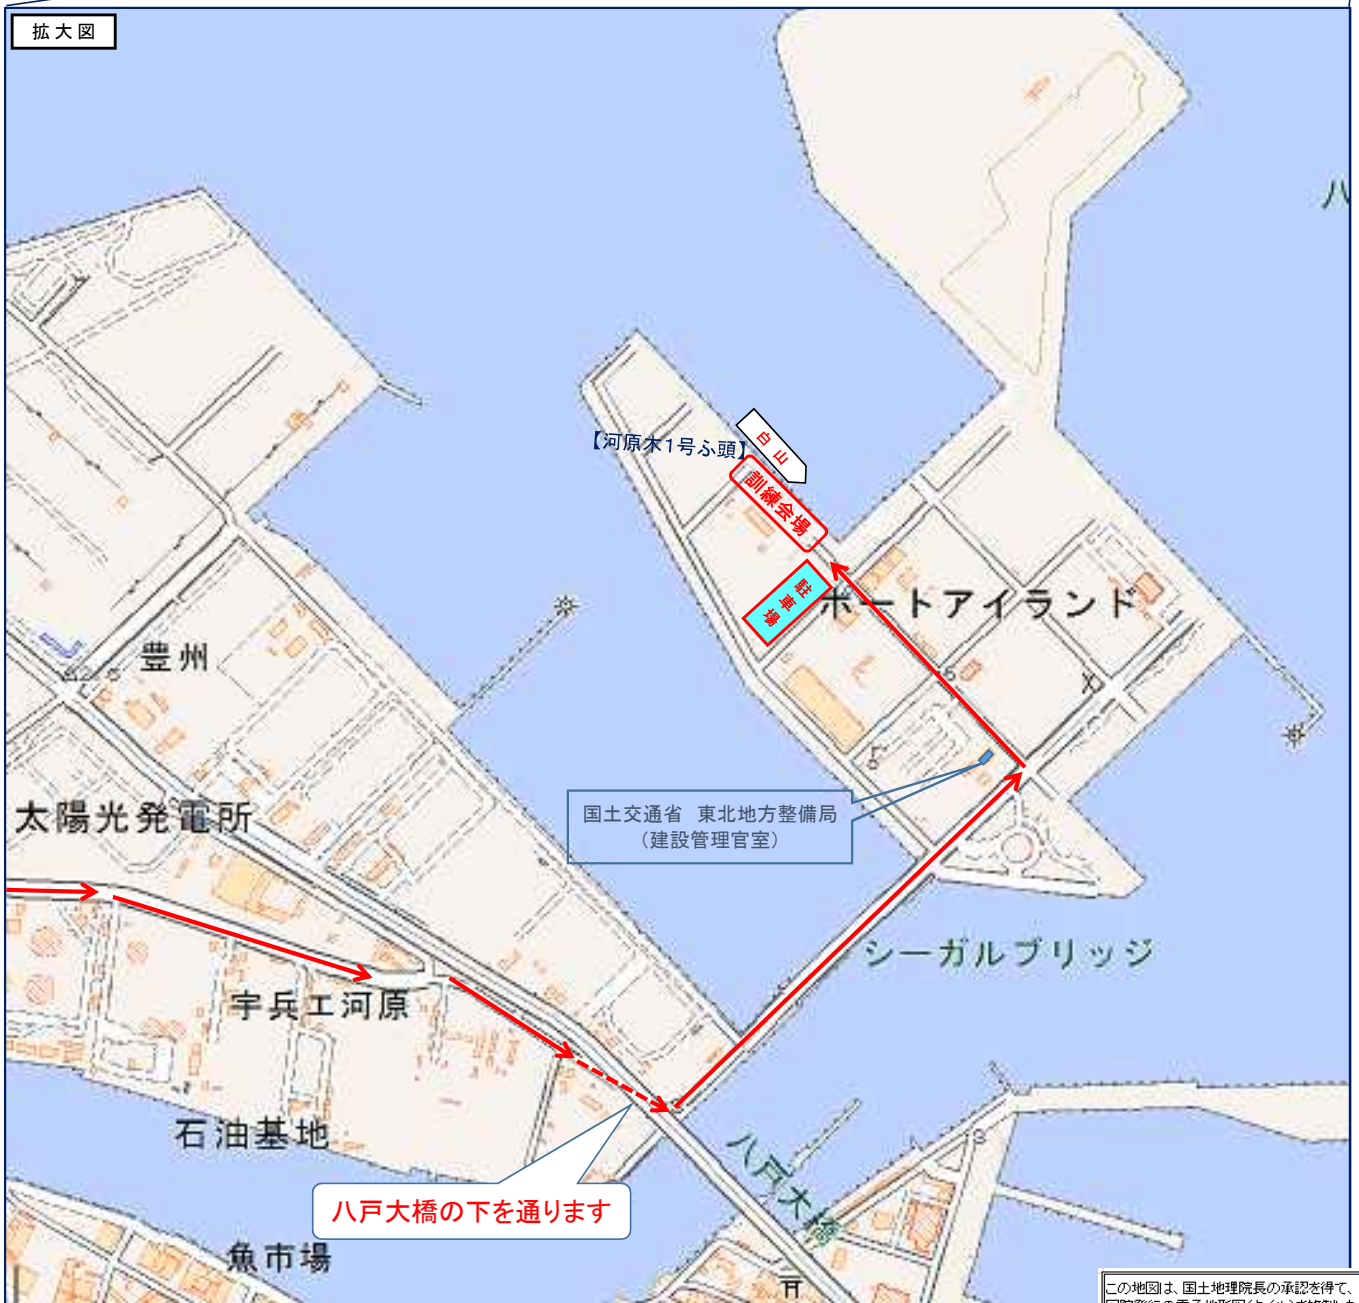 拡大図
八
【河原木1号ふ頭】
白山
訓練会場
駐車場
ポートアイランド
豊州
太陽光発電所
国土交通省 東北地方整備局
（建設管理官室）
シーガルブリッジ
宇兵エ河原
石油基地
八戸大橋
八戸大橋の下を通ります
魚市場
この地図は、国土地理院長の承認を得て、